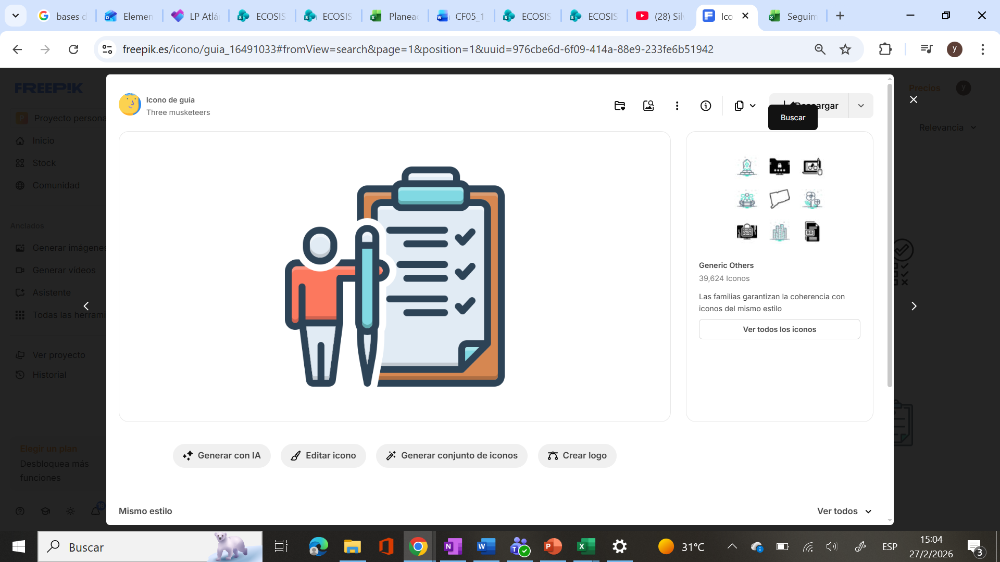 bases d
Elemen
LP Atlá
ECOSIS
ECOSIS
Planeac
CF05_1
ECOSIS
ECOSIS
(28) Silv
Ico
Seguim
freepik.es/icono/guia_16491033#fromView=search&page=1&position=1&uuid=976cbe6d-6f09-414a-88e9-233fe6b51942
y
FREEPIK
Precios
y
Icono de guía
Three musketeers
Descargar
Buscar
P
Proyecto persona
Relevancia
Inicio
Stock
Comunidad
Anclados
Generar imágenes
Generar vídeos
Asistente
Todas las herrami
Ver proyecto
Historial
Generic Others
39,624 Iconos
Las familias garantizan la coherencia con
iconos del mismo estilo
Ver todos los iconos
Elegir un plan
Desbloquea más
funciones
16
Generar con IA
Editar icono
Generar conjunto de iconos
Crear logo
Mismo estilo
Ver todos
Buscar
31°C
ESP
15:04
27/2/2026
3